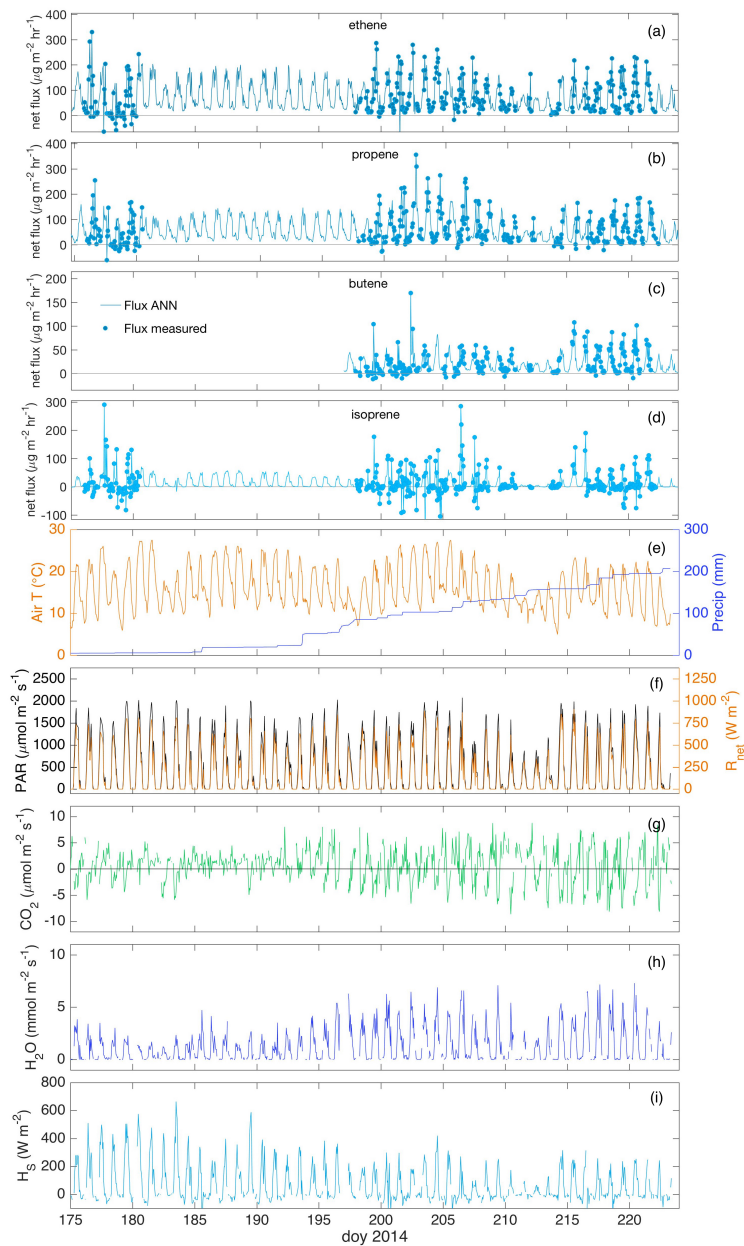 ethene
(a)
400
300
200
100
0
net flux (µg m-2 hr-1)
propene
(b)
400
300
200
100
0
net flux (µg m-2 hr-1)
butene
(c)
200
150
100
50
0
net flux (µg m-2 hr-1)
Flux ANN
Flux measured
isoprene
(d)
300
200
100
0
-100
net flux (µg m-2 hr-1)
(e)
30
20
10
0
Air T (°C)
300
200
100
0
Precip (mm)
(f)
2500
2000
1500
1000
500
0
PAR (µmol m-2 s-1)
1250
1000
750
500
250
0
Rnet (W m-2)
(g)
10
5
0
-5
-10
CO2 (µmol m-2 s-1)
(h)
10
5
0
H2O (mmol m-2 s-1)
(i)
800
600
400
200
0
HS (W m-2)
175 180 185 190 195 200 205 210 215 220
doy 2014